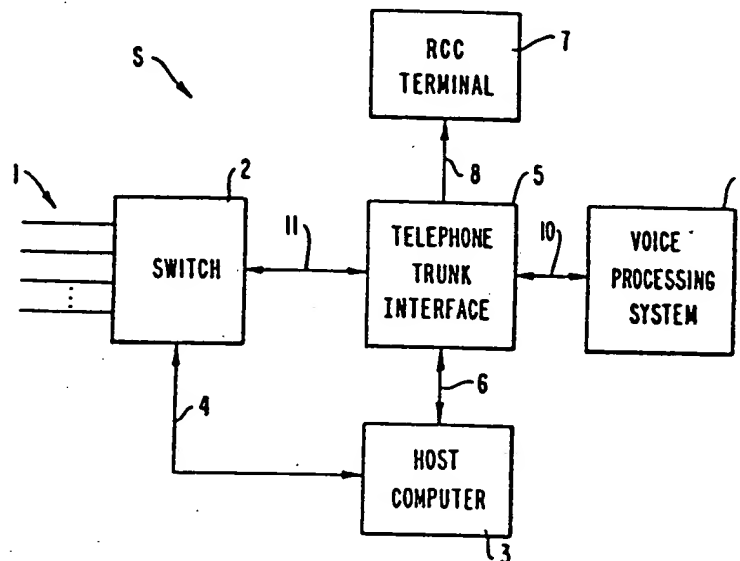 S
RCC
TERMINAL
7
8
1
2
SWITCH
11
5
TELEPHONE
TRUNK
INTERFACE
10
VOICE
PROCESSING
SYSTEM
4
6
HOST
COMPUTER
3